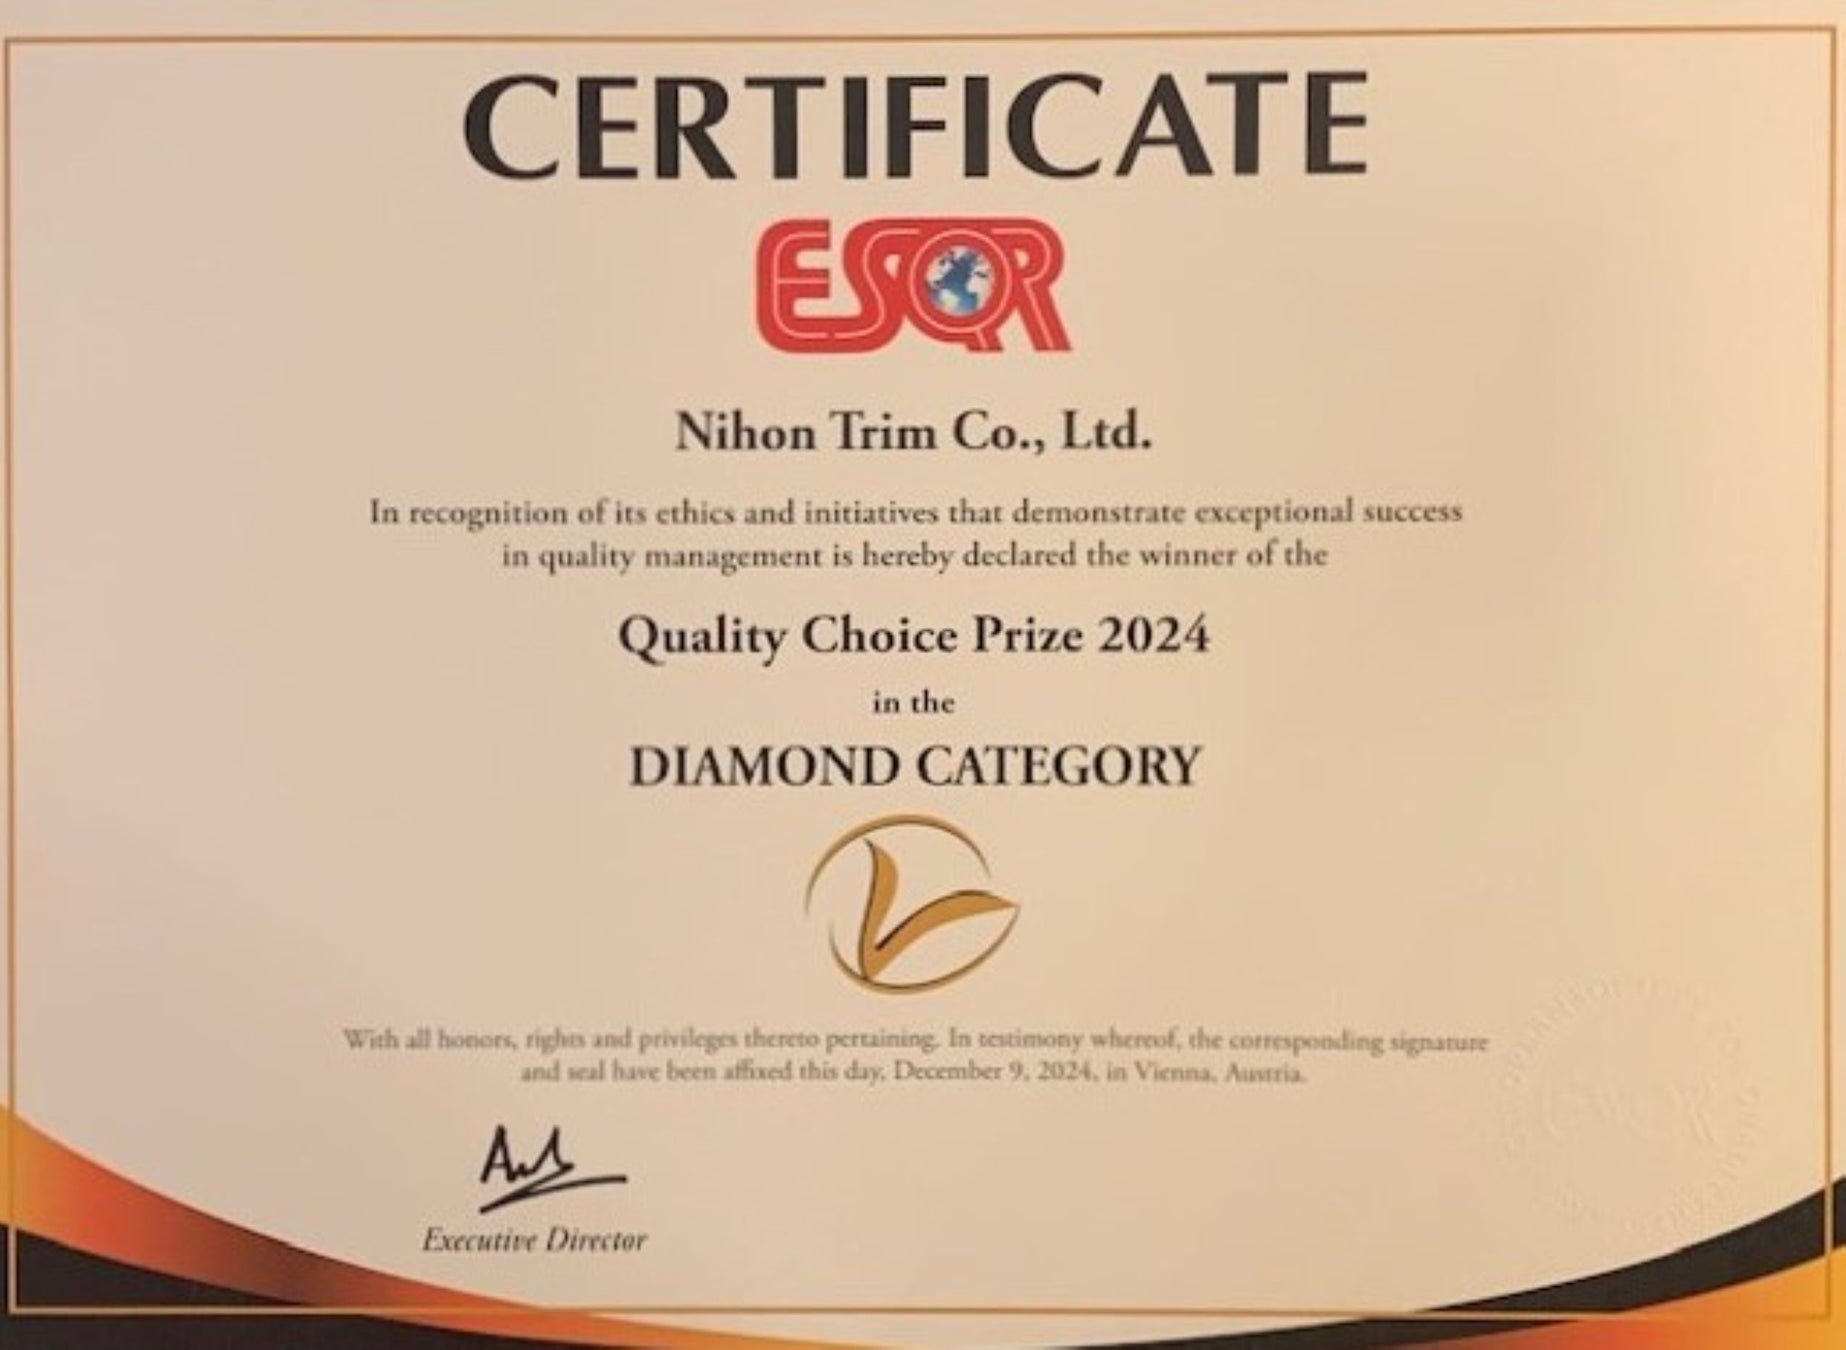 CERTIFICATE
ESQR
Nihon Trim Co., Ltd.
In recognition of its ethics and initiatives that demonstrate exceptional success
in quality management is hereby declared the winner of the
Quality Choice Prize 2024
in the
DIAMOND CATEGORY
With all honors, rights and privileges thereto pertaining. In testimony whereof, the corresponding signature
and seal have been affixed this day, December 9, 2024, in Vienna, Austria.
Executive Director